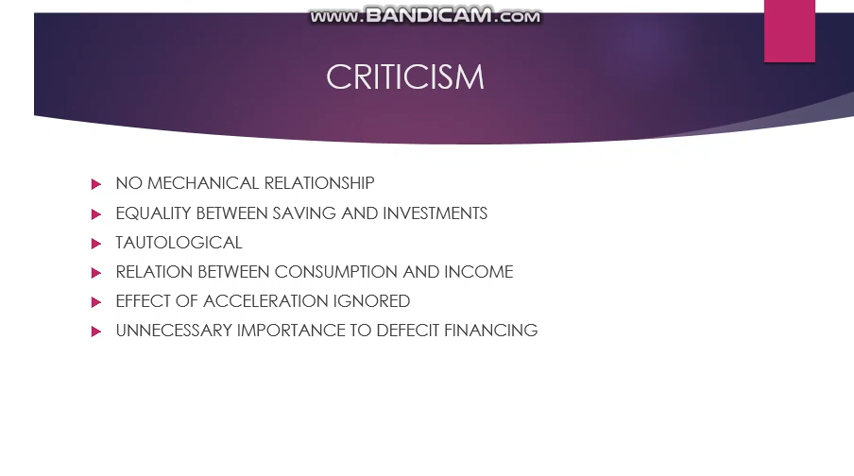 www.BANDICAM.com
CRITICISM
NO MECHANICAL RELATIONSHIP
EQUALITY BETWEEN SAVING AND INVESTMENTS
TAUTOLOGICAL
RELATION BETWEEN CONSUMPTION AND INCOME
EFFECT OF ACCELERATION IGNORED
UNNECESSARY IMPORTANCE TO DEFECIT FINANCING